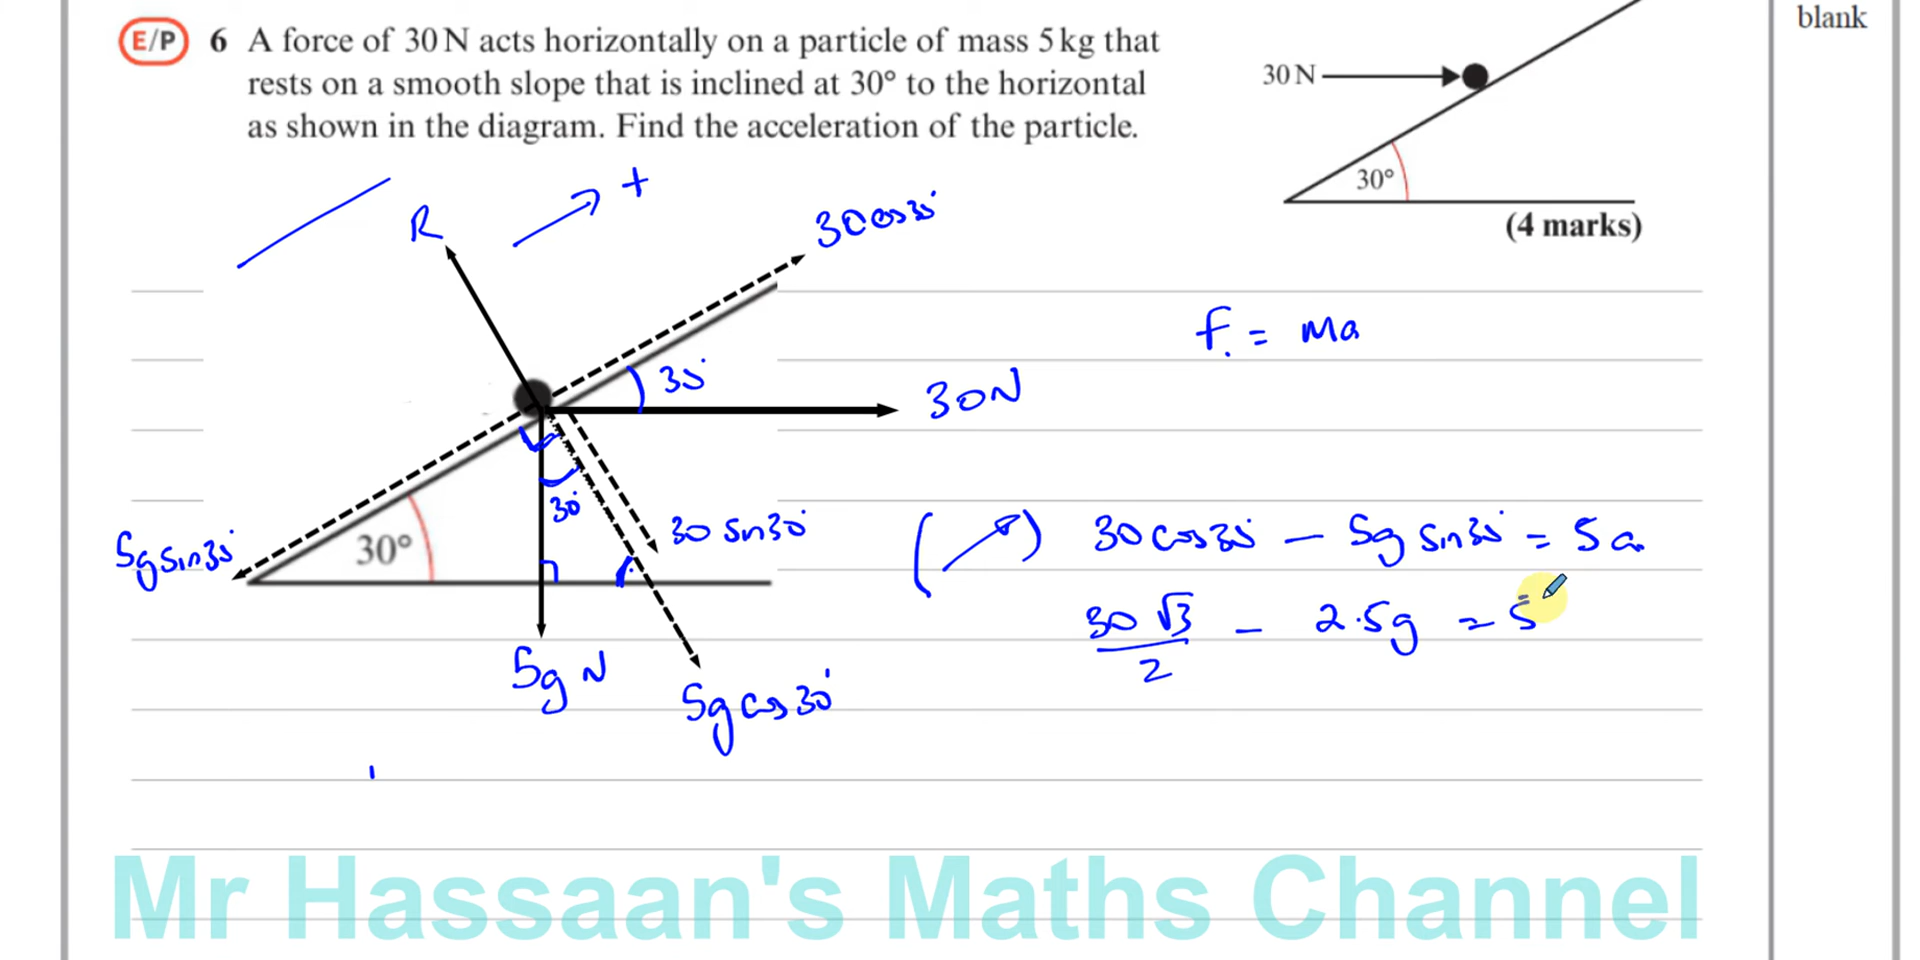 blank
E/P 6 A force of 30 N acts horizontally on a particle of mass 5 kg that
rests on a smooth slope that is inclined at 30° to the horizontal
as shown in the diagram. Find the acceleration of the particle.
30 N
30°
(4 marks)
R
+
30cos30°
F = ma
30°
30N
30°
30°
30 sin30°
5g sin30°
5g N
5g cos30°
(↗) 30cos30° − 5g sin30° = 5a
30√3/2 − 2.5g = 5
Mr Hassaan's Maths Channel